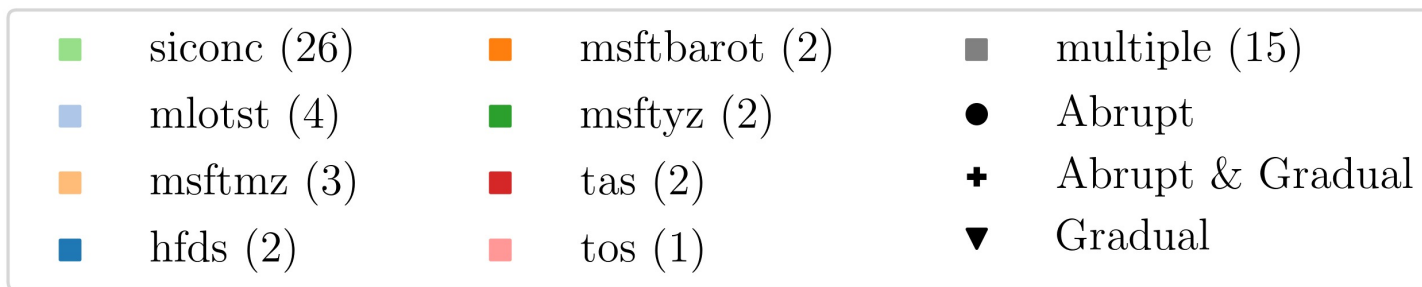 siconc (26)
mlotst (4)
msftmz (3)
hfds (2)
msftbarot (2)
msftyz (2)
tas (2)
tos (1)
multiple (15)
Abrupt
Abrupt & Gradual
Gradual